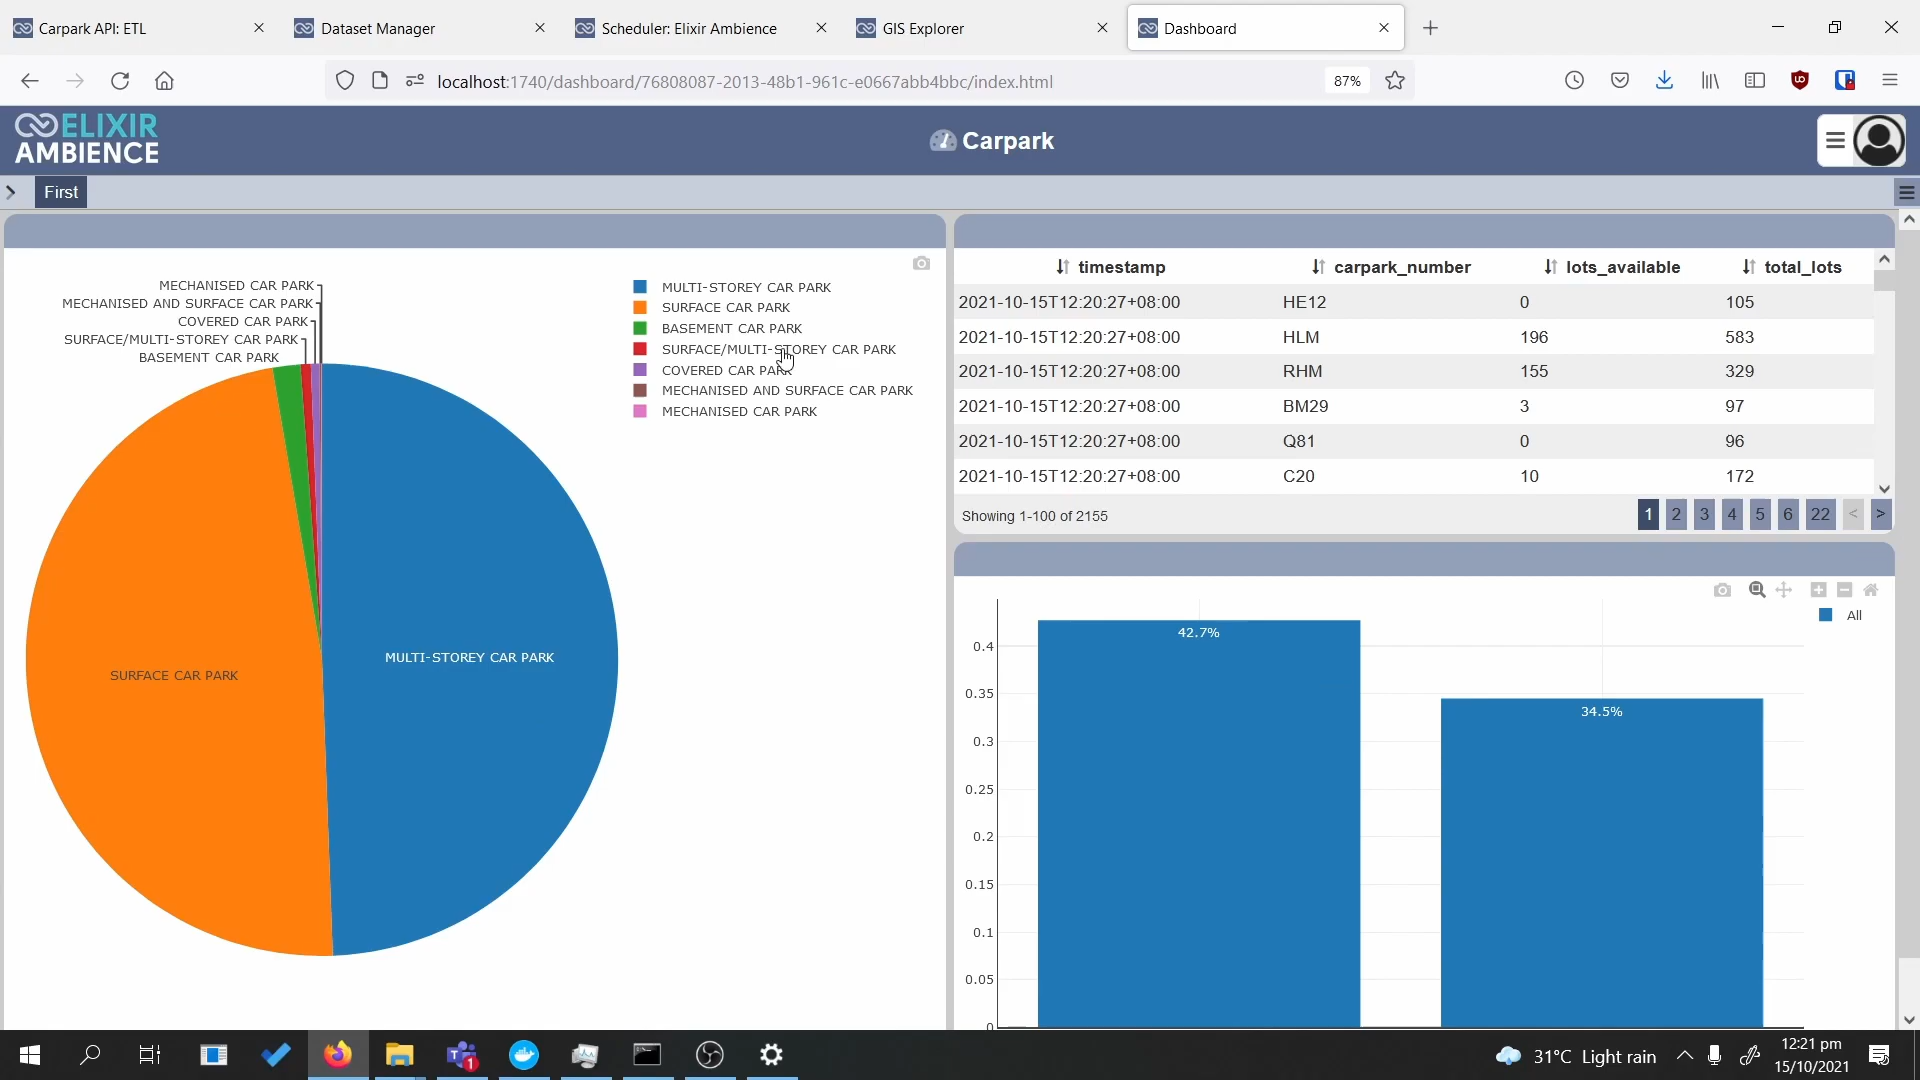 Carpark API: ETL
Dataset Manager
Scheduler: Elixir Ambience
GIS Explorer
Dashboard
localhost:1740/dashboard/76808087-2013-48b1-961c-e0667abb4bbc/index.html
87%
ELIXIR
AMBIENCE
Carpark
First
MECHANISED CAR PARK
MECHANISED AND SURFACE CAR PARK
COVERED CAR PARK
SURFACE/MULTI-STOREY CAR PARK
BASEMENT CAR PARK
SURFACE CAR PARK
MULTI-STOREY CAR PARK
MULTI-STOREY CAR PARK
SURFACE CAR PARK
BASEMENT CAR PARK
SURFACE/MULTI-STOREY CAR PARK
COVERED CAR PARK
MECHANISED AND SURFACE CAR PARK
MECHANISED CAR PARK
timestamp carpark_number lots_available total_lots
2021-10-15T12:20:27+08:00 HE12 0 105
2021-10-15T12:20:27+08:00 HLM 196 583
2021-10-15T12:20:27+08:00 RHM 155 329
2021-10-15T12:20:27+08:00 BM29 3 97
2021-10-15T12:20:27+08:00 Q81 0 96
2021-10-15T12:20:27+08:00 C20 10 172
Showing 1-100 of 2155
1 2 3 4 5 6 22 < >
All
42.7%
34.5%
0.4
0.35
0.3
0.25
0.2
0.15
0.1
0.05
0
1
31°C Light rain
12:21 pm
15/10/2021